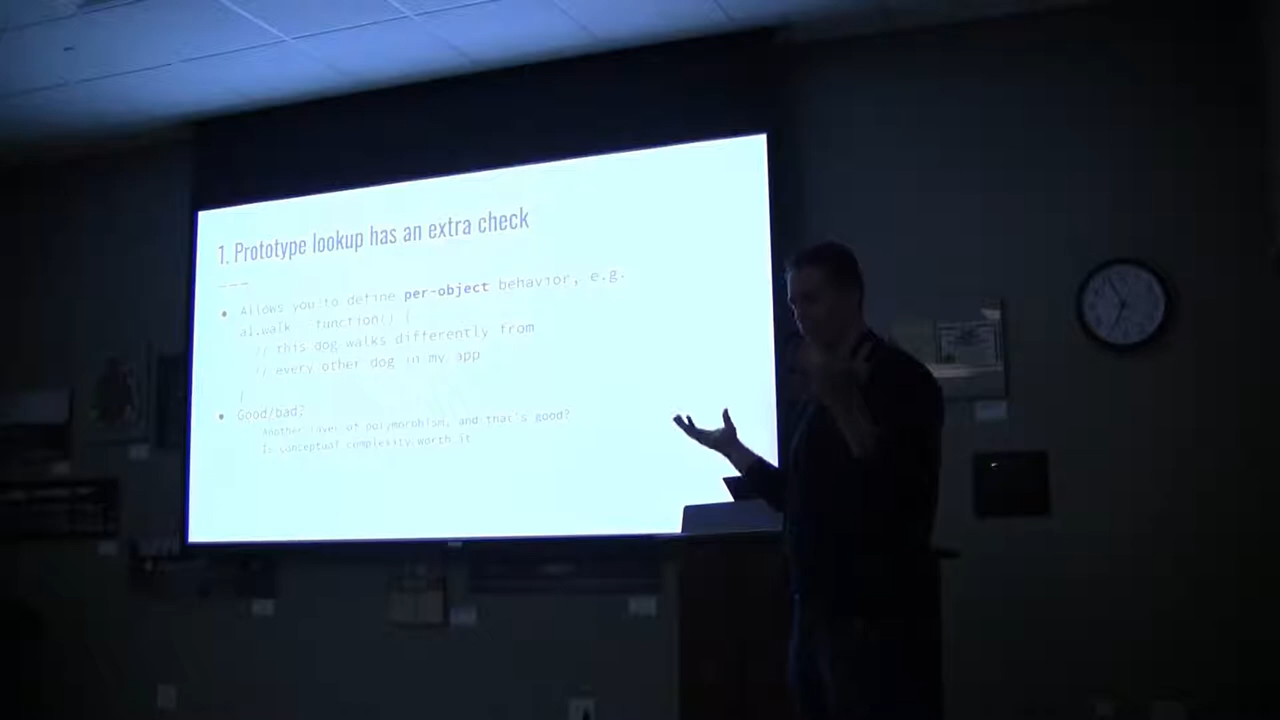 1. Prototype lookup has an extra check
Allows you to define per-object behavior, e.g.
a1.walk function() {
// this dog walks differently from
// every other dog in my app
}
Good/bad?
Another layer of polymorphism, and that's good?
Is conceptual complexity worth it